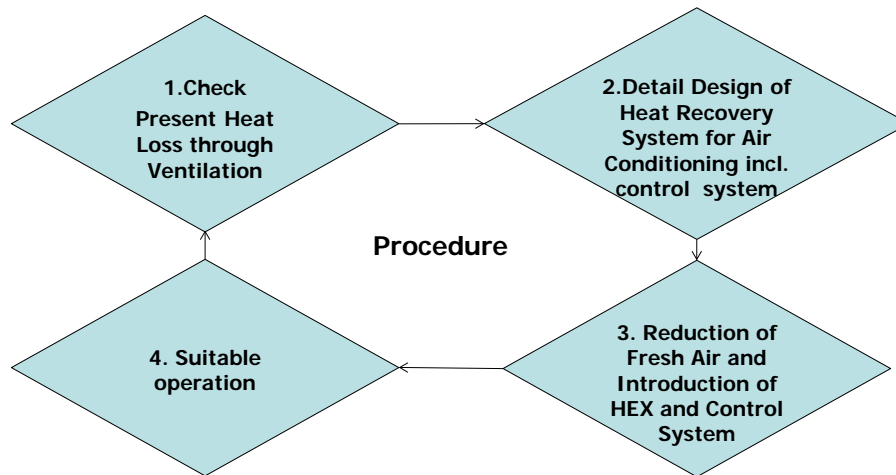 1.Check
Present Heat
Loss through
Ventilation
2.Detail Design of
Heat Recovery
System for Air
Conditioning incl.
control system
Procedure
3. Reduction of
Fresh Air and
Introduction of
HEX and Control
System
4. Suitable
operation